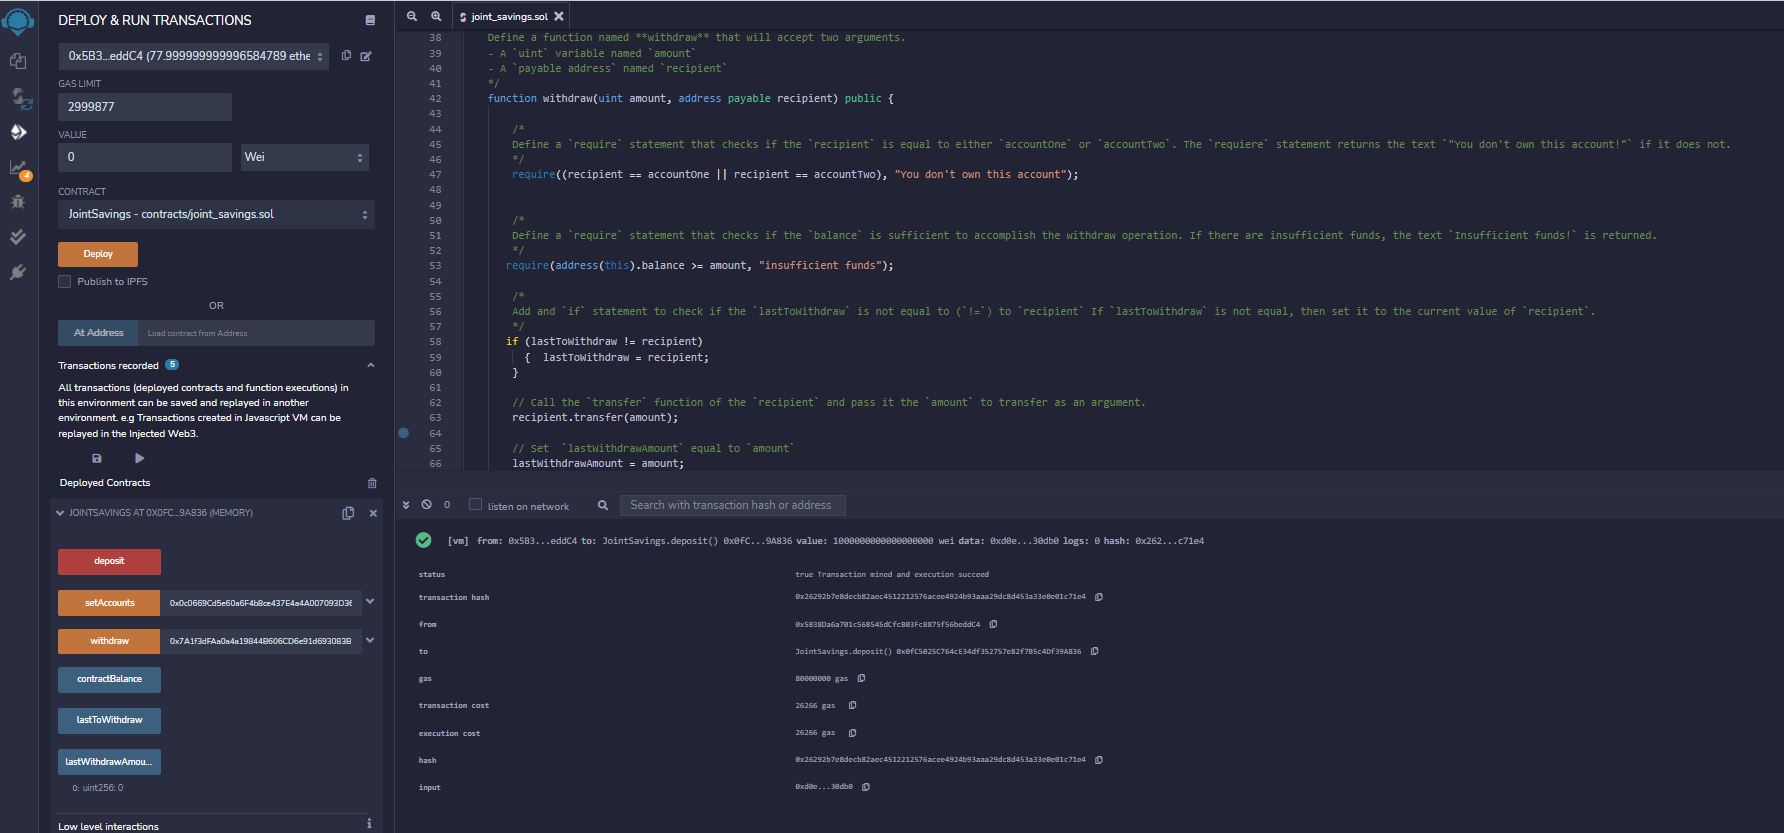 DEPLOY & RUN TRANSACTIONS
0x5B3...eddC4 (77.999999999996584789 ethe
GAS LIMIT
2999877
VALUE
0
Wei
4
CONTRACT
JointSavings - contracts/joint_savings.sol
Deploy
Publish to IPFS
OR
At Address
Load contract from Address
Transactions recorded 5
All transactions (deployed contracts and function executions) in
this environment can be saved and replayed in another
environment. e.g Transactions created in Javascript VM can be
replayed in the Injected Web3.
Deployed Contracts
JOINTSAVINGS AT 0X0FC...9A836 (MEMORY)
deposit
setAccounts
0x0c0669Cd5e60a6F4b8ce437E4a4A007093D36
withdraw
0x7A1f3dFAa0a4a19844B606CD6e91d693083B
contractBalance
lastToWithdraw
lastWithdrawAmou...
0: uint256: 0
Low level interactions
i
joint_savings.sol
38 Define a function named **withdraw** that will accept two arguments.
39 - A `uint` variable named `amount`
40 - A `payable address` named `recipient`
41 */
42 function withdraw(uint amount, address payable recipient) public {
43
44 /*
45 Define a `require` statement that checks if the `recipient` is equal to either `accountOne` or `accountTwo`. The `requiere` statement returns the text `"You don't own this account!"` if it does not.
46 */
47 require((recipient == accountOne || recipient == accountTwo), "You don't own this account");
48
49
50 /*
51 Define a `require` statement that checks if the `balance` is sufficient to accomplish the withdraw operation. If there are insufficient funds, the text `Insufficient funds!` is returned.
52 */
53 require(address(this).balance >= amount, "insufficient funds");
54
55 /*
56 Add and `if` statement to check if the `lastToWithdraw` is not equal to (`!=`) to `recipient` If `lastToWithdraw` is not equal, then set it to the current value of `recipient`.
57 */
58 if (lastToWithdraw != recipient)
59 { lastToWithdraw = recipient;
60 }
61
62 // Call the `transfer` function of the `recipient` and pass it the `amount` to transfer as an argument.
63 recipient.transfer(amount);
64
65 // Set `lastWithdrawAmount` equal to `amount`
66 lastWithdrawAmount = amount;
0
listen on network
Search with transaction hash or address
[vm] from: 0x5B3...eddC4 to: JointSavings.deposit() 0x0fC...9A836 value: 1000000000000000000 wei data: 0xd0e...30db0 logs: 0 hash: 0x262...c71e4
status true Transaction mined and execution succeed
transaction hash 0x26292b7e8decb82aec4512212576acee4924b93aaa29dc8d453a33e0e01c71e4
from 0x5B38Da6a701c568545dCfcB03FcB875f56beddC4
to JointSavings.deposit() 0x0fC5025C764cE34df352757e82f7B5c4Df39A836
gas 80000000 gas
transaction cost 26266 gas
execution cost 26266 gas
hash 0x26292b7e8decb82aec4512212576acee4924b93aaa29dc8d453a33e0e01c71e4
input 0xd0e...30db0